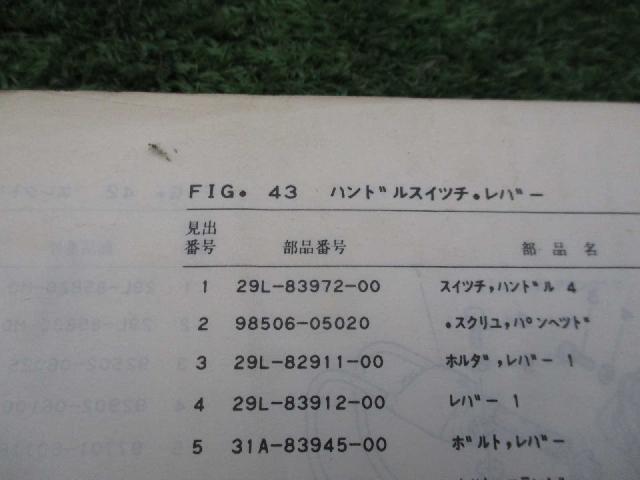 FIG. 43 ハンドルスイツチ.レバー
見出
番号 部品番号 部品名
1 29L-83972-00 スイツチ,ハンドル 4
2 98506-05020 .スクリユ,パンヘツド
3 29L-82911-00 ホルダ,レバー 1
4 29L-83912-00 レバー 1
5 31A-83945-00 ボルト,レバー